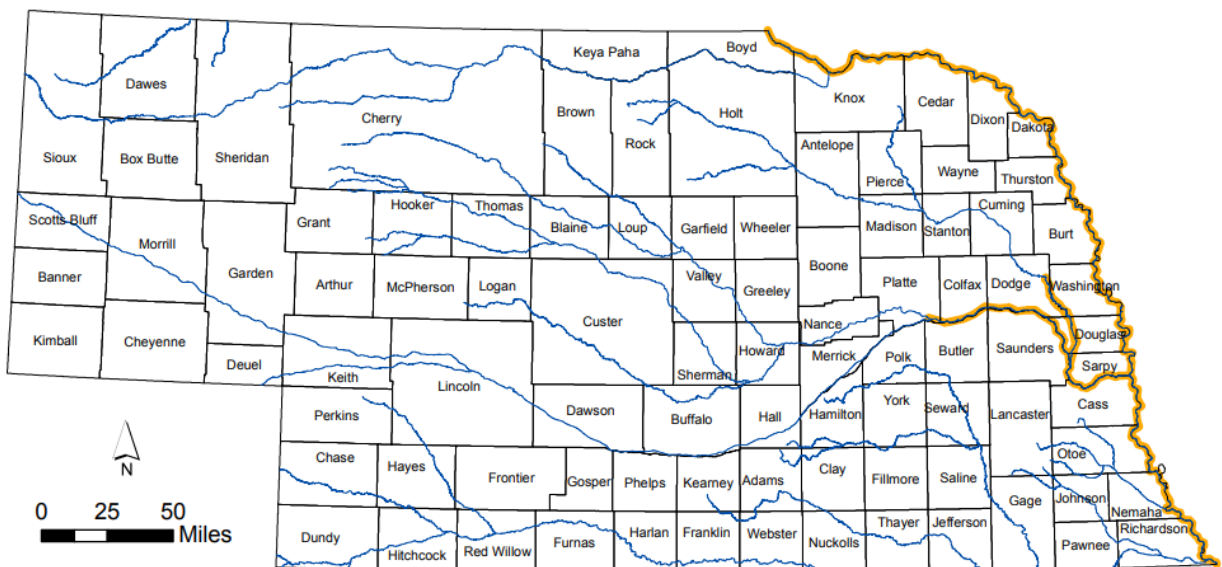 Keya Paha
Boyd
Dawes
Knox
Cedar
Dixon
Dakota
Cherry
Brown
Rock
Holt
Sioux
Box Butte
Sheridan
Antelope
Pierce
Wayne
Thurston
Scotts Bluff
Morrill
Grant
Hooker
Thomas
Blaine
Loup
Garfield
Wheeler
Madison
Stanton
Cuming
Burt
Banner
Garden
Arthur
McPherson
Logan
Custer
Valley
Greeley
Boone
Platte
Colfax
Dodge
Washington
Kimball
Cheyenne
Deuel
Keith
Lincoln
Sherman
Howard
Nance
Merrick
Polk
Butler
Saunders
Douglas
Sarpy
Perkins
Dawson
Buffalo
Hall
Hamilton
York
Seward
Lancaster
Cass
Chase
Hayes
Frontier
Gosper
Phelps
Kearney
Adams
Clay
Fillmore
Saline
Otoe
Gage
Johnson
Nemaha
Dundy
Hitchcock
Red Willow
Furnas
Harlan
Franklin
Webster
Nuckolls
Thayer
Jefferson
Pawnee
Richardson
N
0 25 50
Miles